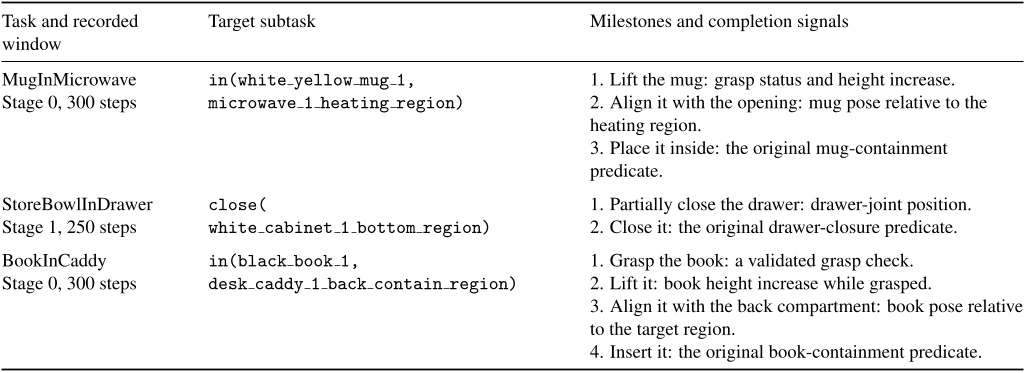 Task and recorded window
Target subtask
Milestones and completion signals
MugInMicrowave
Stage 0, 300 steps
in(white_yellow_mug_1,
microwave_1_heating_region)
1. Lift the mug: grasp status and height increase.
2. Align it with the opening: mug pose relative to the
heating region.
3. Place it inside: the original mug-containment
predicate.
StoreBowlInDrawer
Stage 1, 250 steps
close(
white_cabinet_1_bottom_region)
1. Partially close the drawer: drawer-joint position.
2. Close it: the original drawer-closure predicate.
BookInCaddy
Stage 0, 300 steps
in(black_book_1,
desk_caddy_1_back_contain_region)
1. Grasp the book: a validated grasp check.
2. Lift it: book height increase while grasped.
3. Align it with the back compartment: book pose relative
to the target region.
4. Insert it: the original book-containment predicate.